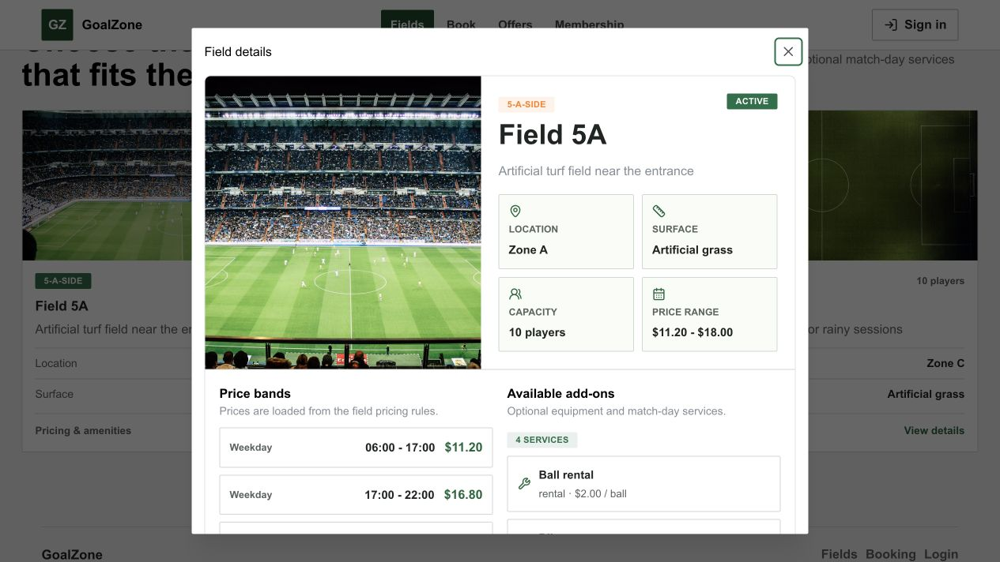 GZ
GoalZone
Fields
Book
Offers
Membership
Sign in
that fits the
optional match-day services
Field details
5-A-SIDE
ACTIVE
Field 5A
Artificial turf field near the entrance
LOCATION
Zone A
SURFACE
Artificial grass
CAPACITY
10 players
PRICE RANGE
$11.20 - $18.00
Price bands
Prices are loaded from the field pricing rules.
Weekday
06:00 - 17:00
$11.20
Weekday
17:00 - 22:00
$16.80
Available add-ons
Optional equipment and match-day services.
4 SERVICES
Ball rental
rental · $2.00 / ball
5-A-SIDE
Field 5A
Artificial turf field near the
Location
Surface
Pricing & amenities
10 players
or rainy sessions
Zone C
Artificial grass
View details
GoalZone
Fields
Booking
Login